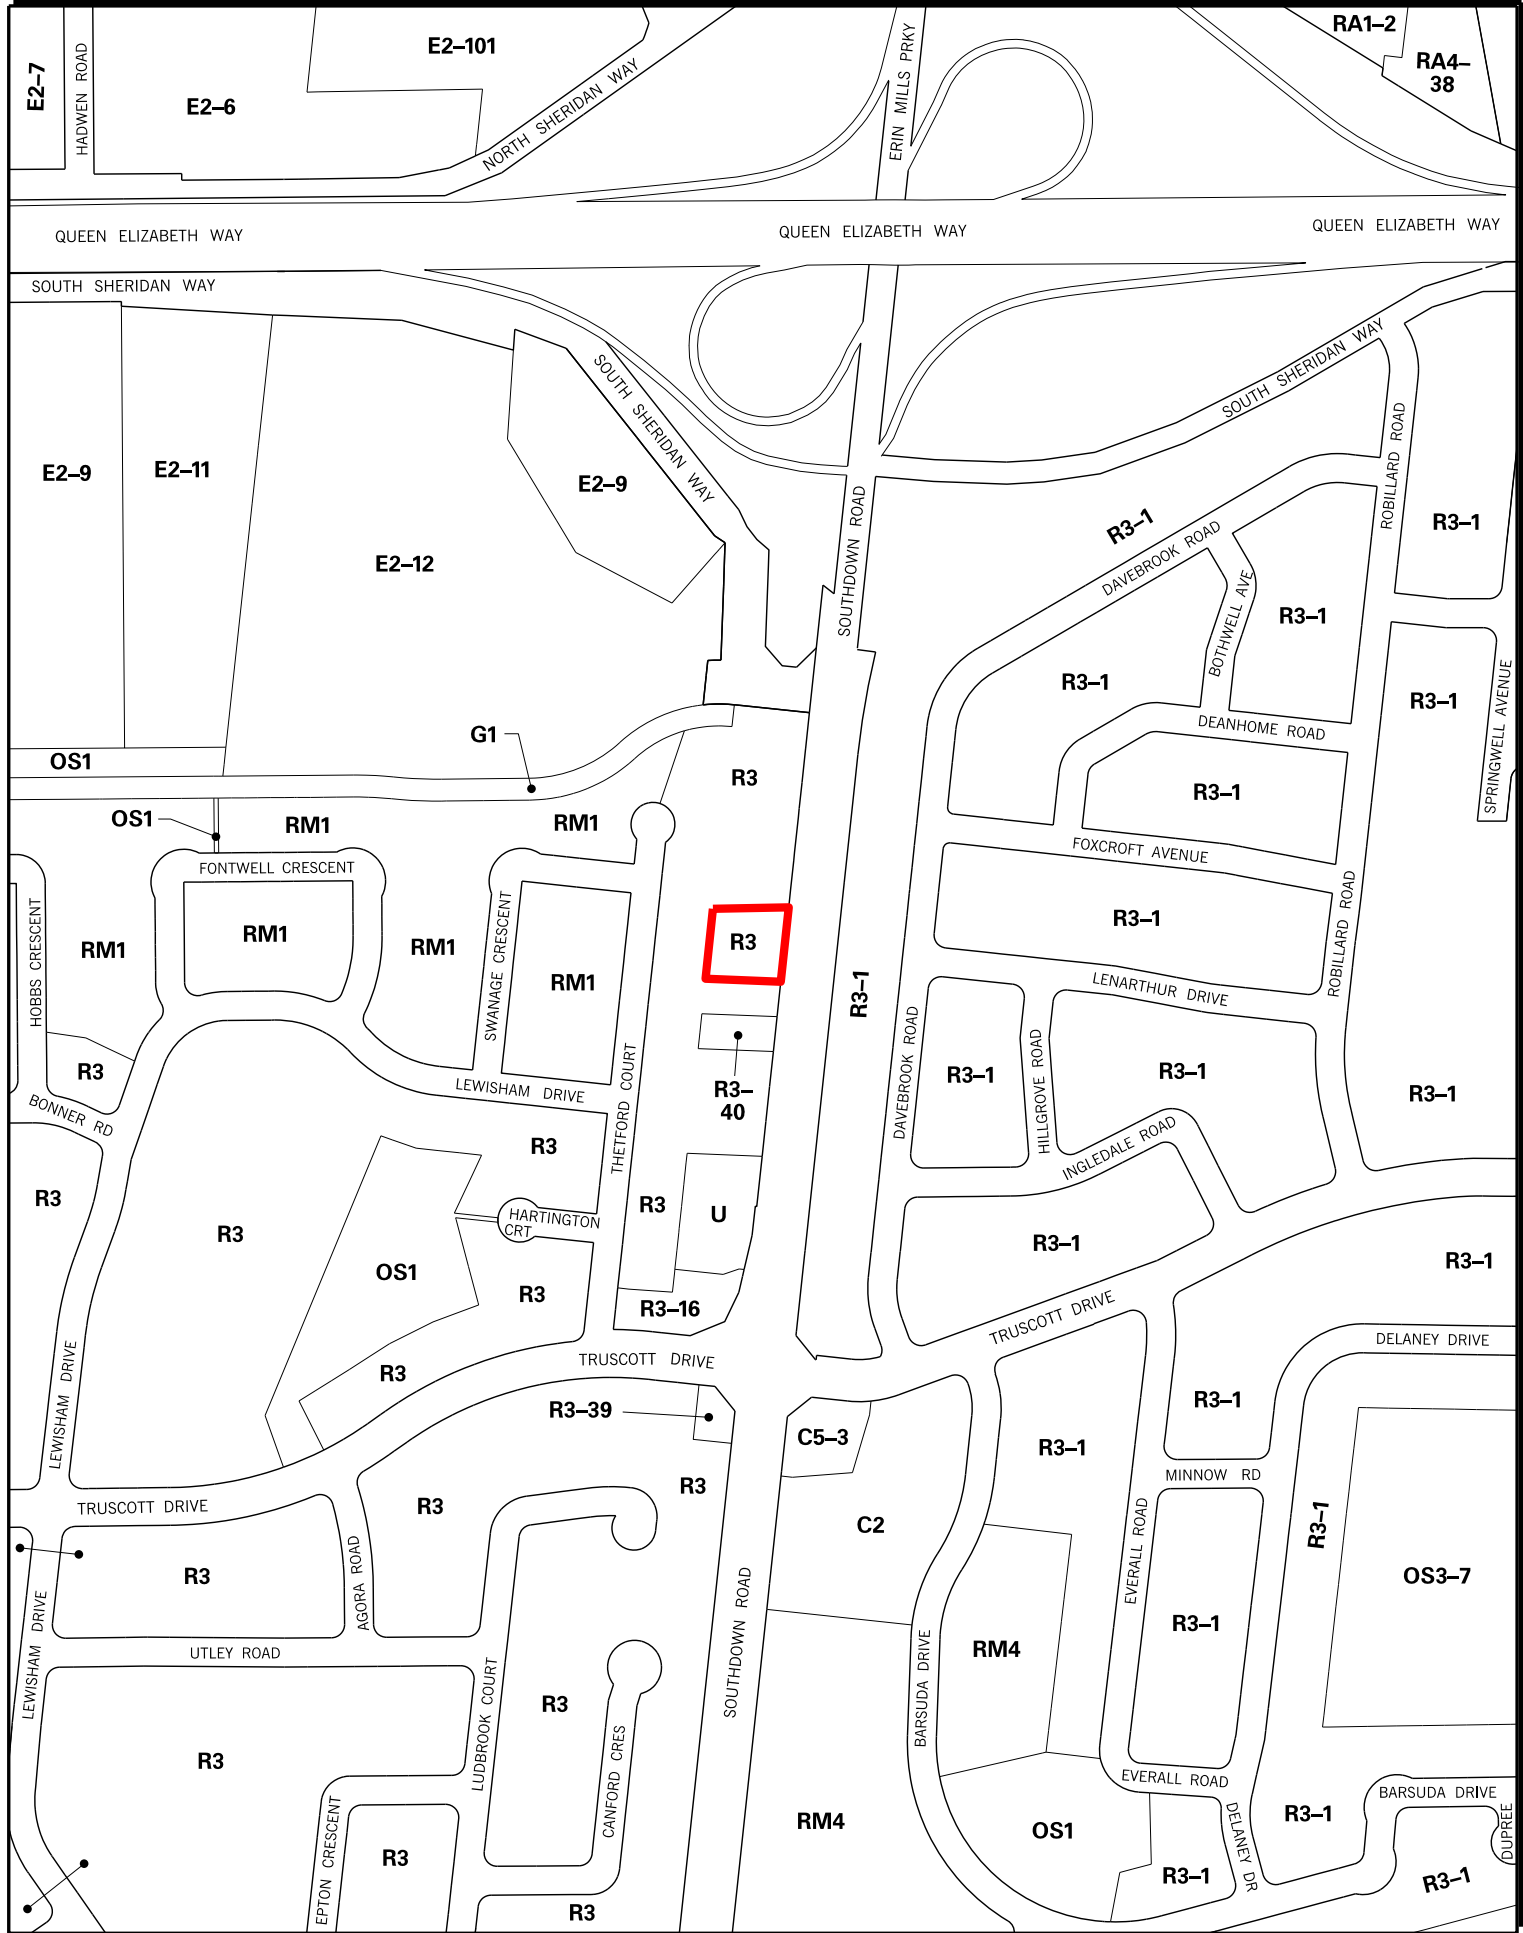 RA1–2
E2–101
RA4–
38
E2–7
HADWEN ROAD
E2–6
NORTH SHERIDAN WAY
ERIN MILLS PRKY
QUEEN ELIZABETH WAY
QUEEN ELIZABETH WAY
QUEEN ELIZABETH WAY
SOUTH SHERIDAN WAY
SOUTH SHERIDAN WAY
SOUTH SHERIDAN WAY
E2–9
E2–11
E2–9
E2–12
SOUTHDOWN ROAD
R3–1
DAVEBROOK ROAD
ROBILLARD ROAD
R3–1
BOTHWELL AVE
R3–1
R3–1
R3–1
SPRINGWELL AVENUE
DEANHOME ROAD
G1
OS1
R3
R3–1
OS1
RM1
RM1
FOXCROFT AVENUE
FONTWELL CRESCENT
HOBBS CRESCENT
RM1
RM1
RM1
SWANAGE CRESCENT
RM1
R3
R3–1
R3–1
ROBILLARD ROAD
LENARTHUR DRIVE
R3
BONNER RD
LEWISHAM DRIVE
THETFORD COURT
R3–
40
DAVEBROOK ROAD
R3–1
HILLGROVE ROAD
R3–1
R3–1
INGLEDALE ROAD
R3
R3
R3
R3
U
HARTINGTON
CRT
OS1
R3
R3–16
R3–1
R3–1
TRUSCOTT DRIVE
DELANEY DRIVE
TRUSCOTT DRIVE
R3
LEWISHAM DRIVE
R3–39
C5–3
R3–1
R3–1
MINNOW RD
R3
R3
TRUSCOTT DRIVE
C2
EVERALL ROAD
R3–1
OS3–7
R3
AGORA ROAD
LEWISHAM DRIVE
UTLEY ROAD
SOUTHDOWN ROAD
R3–1
BARSUDA DRIVE
RM4
LUDBROOK COURT
R3
CANFORD CRES
R3
EVERALL ROAD
BARSUDA DRIVE
DUPREE
RM4
OS1
DELANEY DR
R3–1
R3–1
R3–1
EPTON CRESCENT
R3
R3